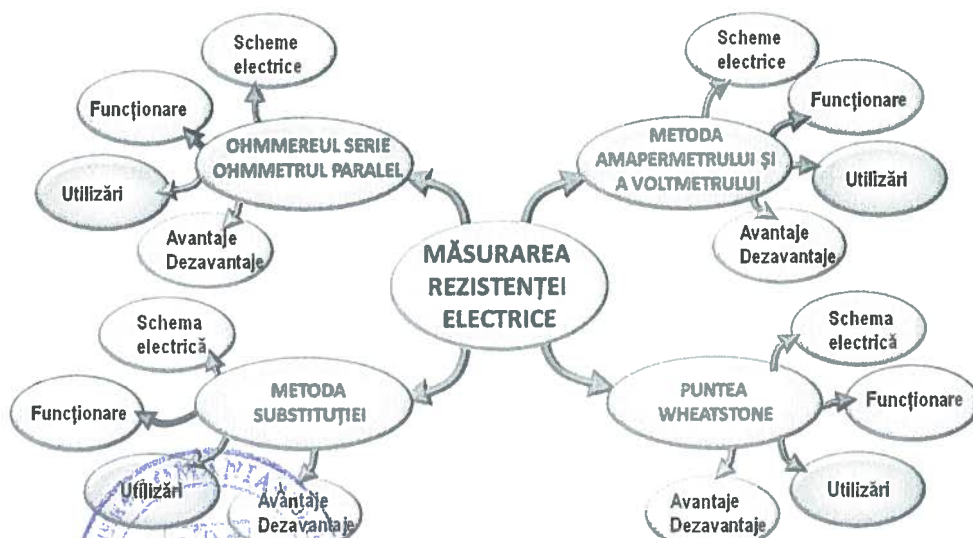 Scheme
electrice
Funcționare
OHMMEREUL SERIE
OHMMETRUL PARALEL
Utilizări
Avantaje
Dezavantaje
Scheme
electrice
Funcționare
METODA
AMAPERMETRULUI ȘI
A VOLTMETRULUI
Utilizări
Avantaje
Dezavantaje
MĂSURAREA
REZISTENȚEI
ELECTRICE
Schema
electrică
METODA
SUBSTITUȚIEI
Funcționare
Utilizări
Avantaje
Dezavantaje
Schema
electrică
PUNTEA
WHEATSTONE
Funcționare
Utilizări
Avantaje
Dezavantaje